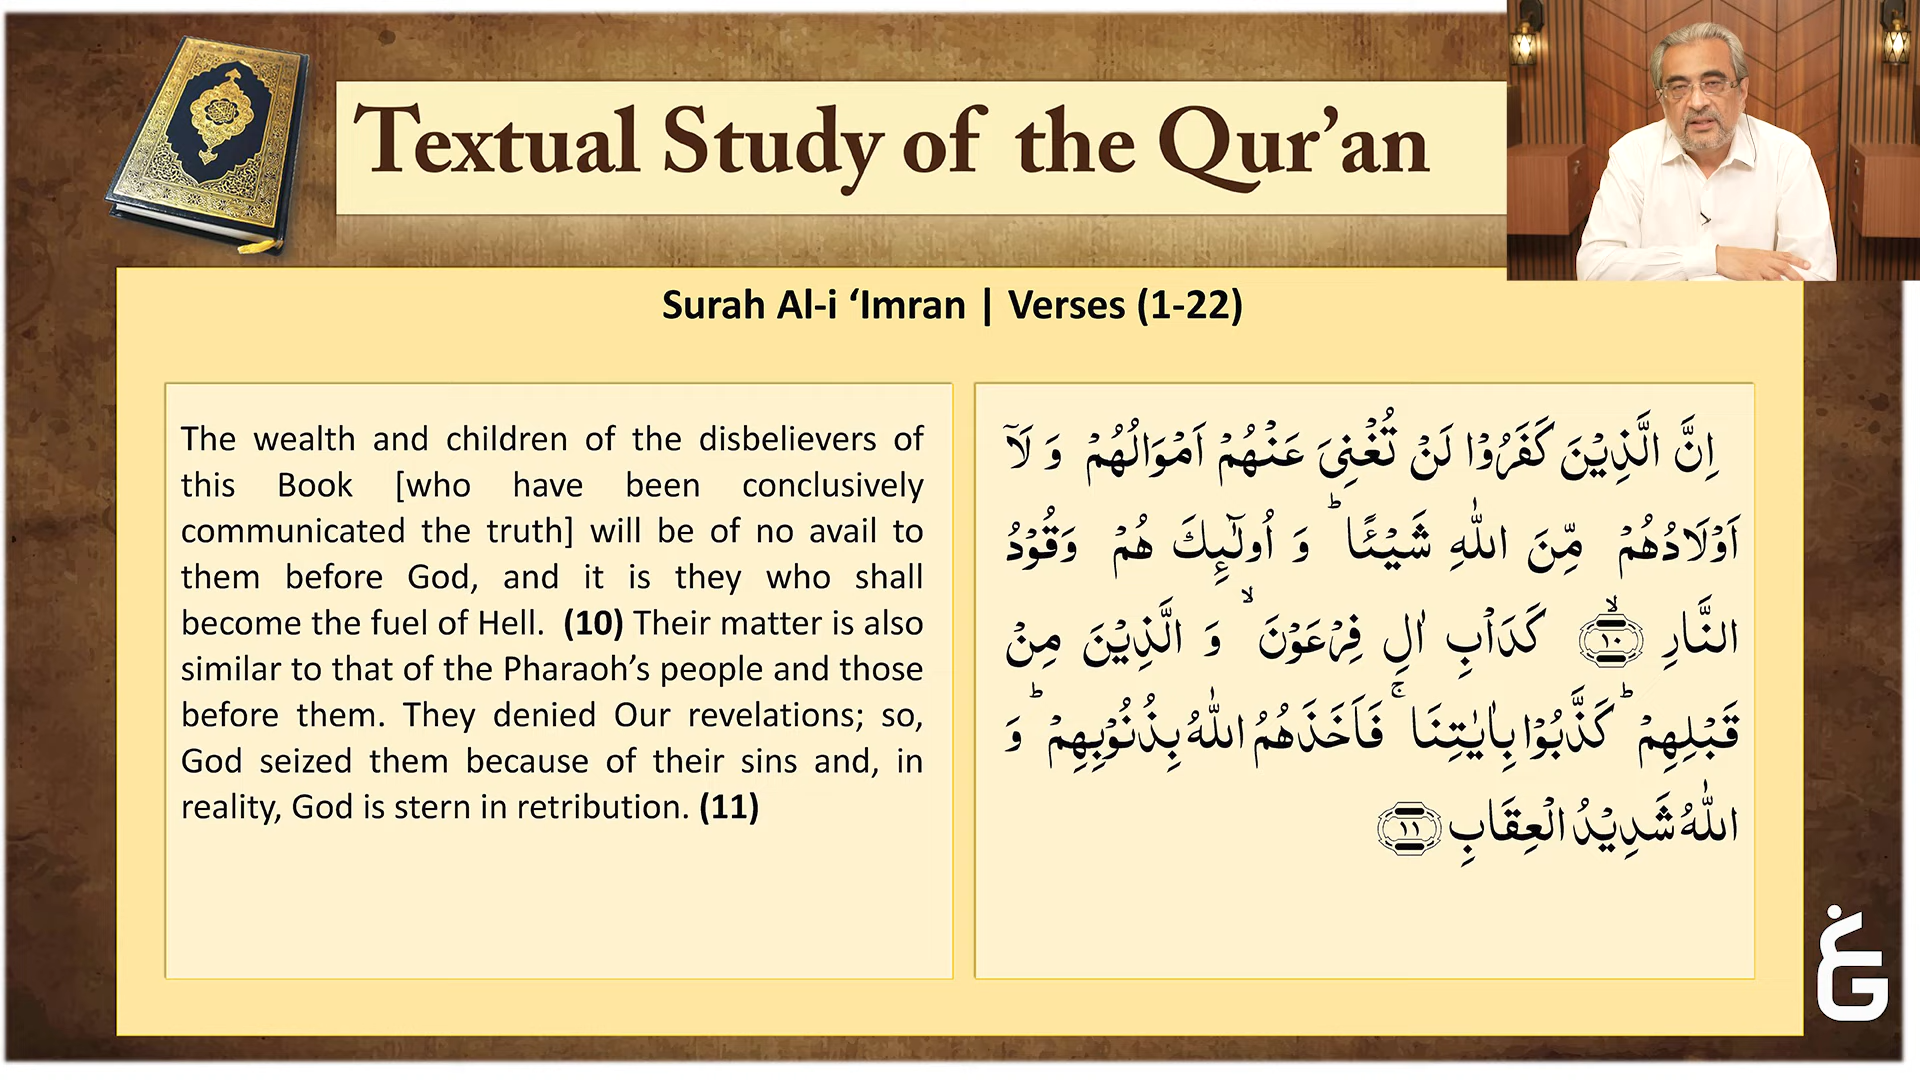 Textual Study of the Qur’an
Surah Al-i ‘Imran | Verses (1-22)
The wealth and children of the disbelievers of
this Book [who have been conclusively
communicated the truth] will be of no avail to
them before God, and it is they who shall
become the fuel of Hell. (10) Their matter is also
similar to that of the Pharaoh’s people and those
before them. They denied Our revelations; so,
God seized them because of their sins and, in
reality, God is stern in retribution. (11)
اِنَّ الَّذِيْنَ كَفَرُوْا لَنْ تُغْنِيَ عَنْهُمْ اَمْوَالُهُمْ وَ لَآ
اَوْلَادُهُمْ مِّنَ اللّٰهِ شَيْـًٔا ؕ وَ اُولٰٓىِٕكَ هُمْ وَقُوْدُ
النَّارِ ۙ‏﴿۱۰﴾ كَدَاْبِ اٰلِ فِرْعَوْنَ ۙ وَ الَّذِيْنَ مِنْ
قَبْلِهِمْ ؕ كَذَّبُوْا بِاٰيٰتِنَا ۚ فَاَخَذَهُمُ اللّٰهُ بِذُنُوْبِهِمْ ؕ وَ
اللّٰهُ شَدِيْدُ الْعِقَابِ ﴿۱۱﴾